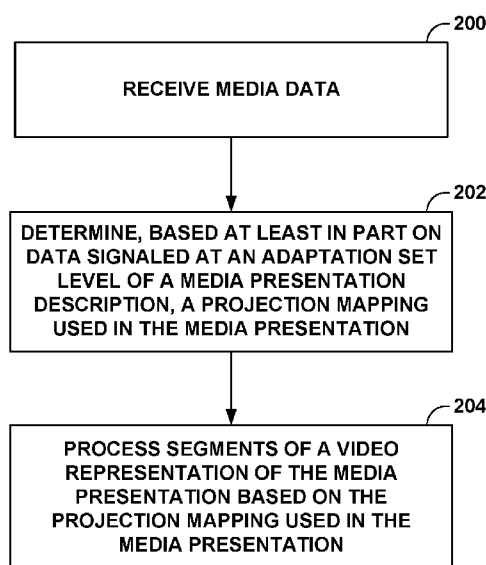 200
RECEIVE MEDIA DATA
202
DETERMINE, BASED AT LEAST IN PART ON
DATA SIGNALED AT AN ADAPTATION SET
LEVEL OF A MEDIA PRESENTATION
DESCRIPTION, A PROJECTION MAPPING
USED IN THE MEDIA PRESENTATION
204
PROCESS SEGMENTS OF A VIDEO
REPRESENTATION OF THE MEDIA
PRESENTATION BASED ON THE
PROJECTION MAPPING USED IN THE
MEDIA PRESENTATION